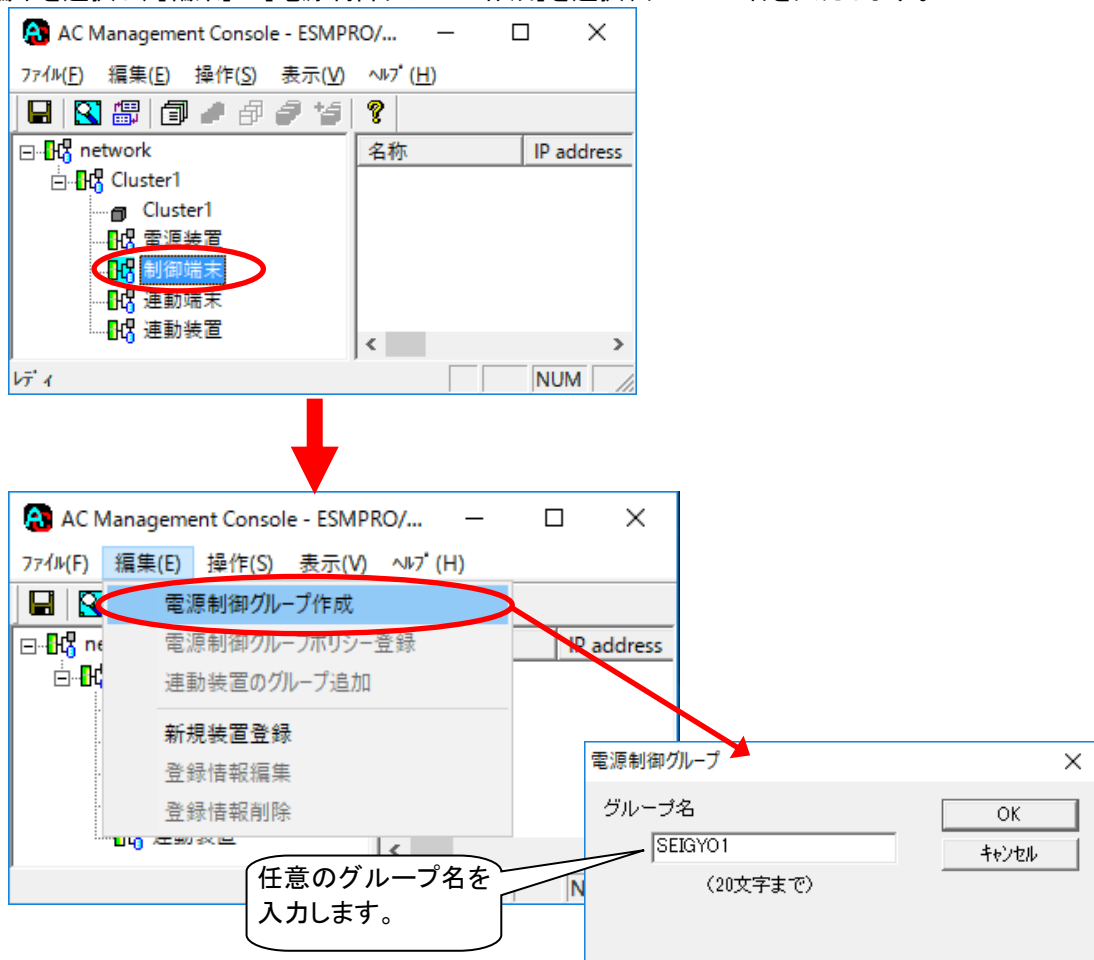 AC Management Console - ESMPRO/...
ファイル(F) 編集(E) 操作(S) 表示(V) ヘルプ(H)
名称 IP address
network
Cluster1
Cluster1
電源装置
制御端末
連動端末
連動装置
レディ NUM
AC Management Console - ESMPRO/...
ファイル(F) 編集(E) 操作(S) 表示(V) ヘルプ(H)
電源制御グループ作成
電源制御グループポリシー登録
IP address
連動装置のグループ追加
新規装置登録
登録情報編集
登録情報削除
連動装置
電源制御グループ
グループ名
OK
SEIGYO1
キャンセル
(20文字まで)
任意のグループ名を
入力します。